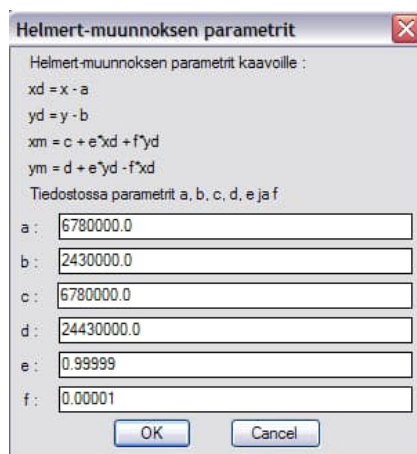 Helmert-muunnoksen parametrit
Helmert-muunnoksen parametrit kaavoille :
xd = x - a
yd = y - b
xm = c + e*xd + f*yd
ym = d + e*yd - f*xd
Tiedostossa parametrit a, b, c, d, e ja f
a : 6780000.0
b : 2430000.0
c : 6780000.0
d : 24430000.0
e : 0.99999
f : 0.00001
OK Cancel